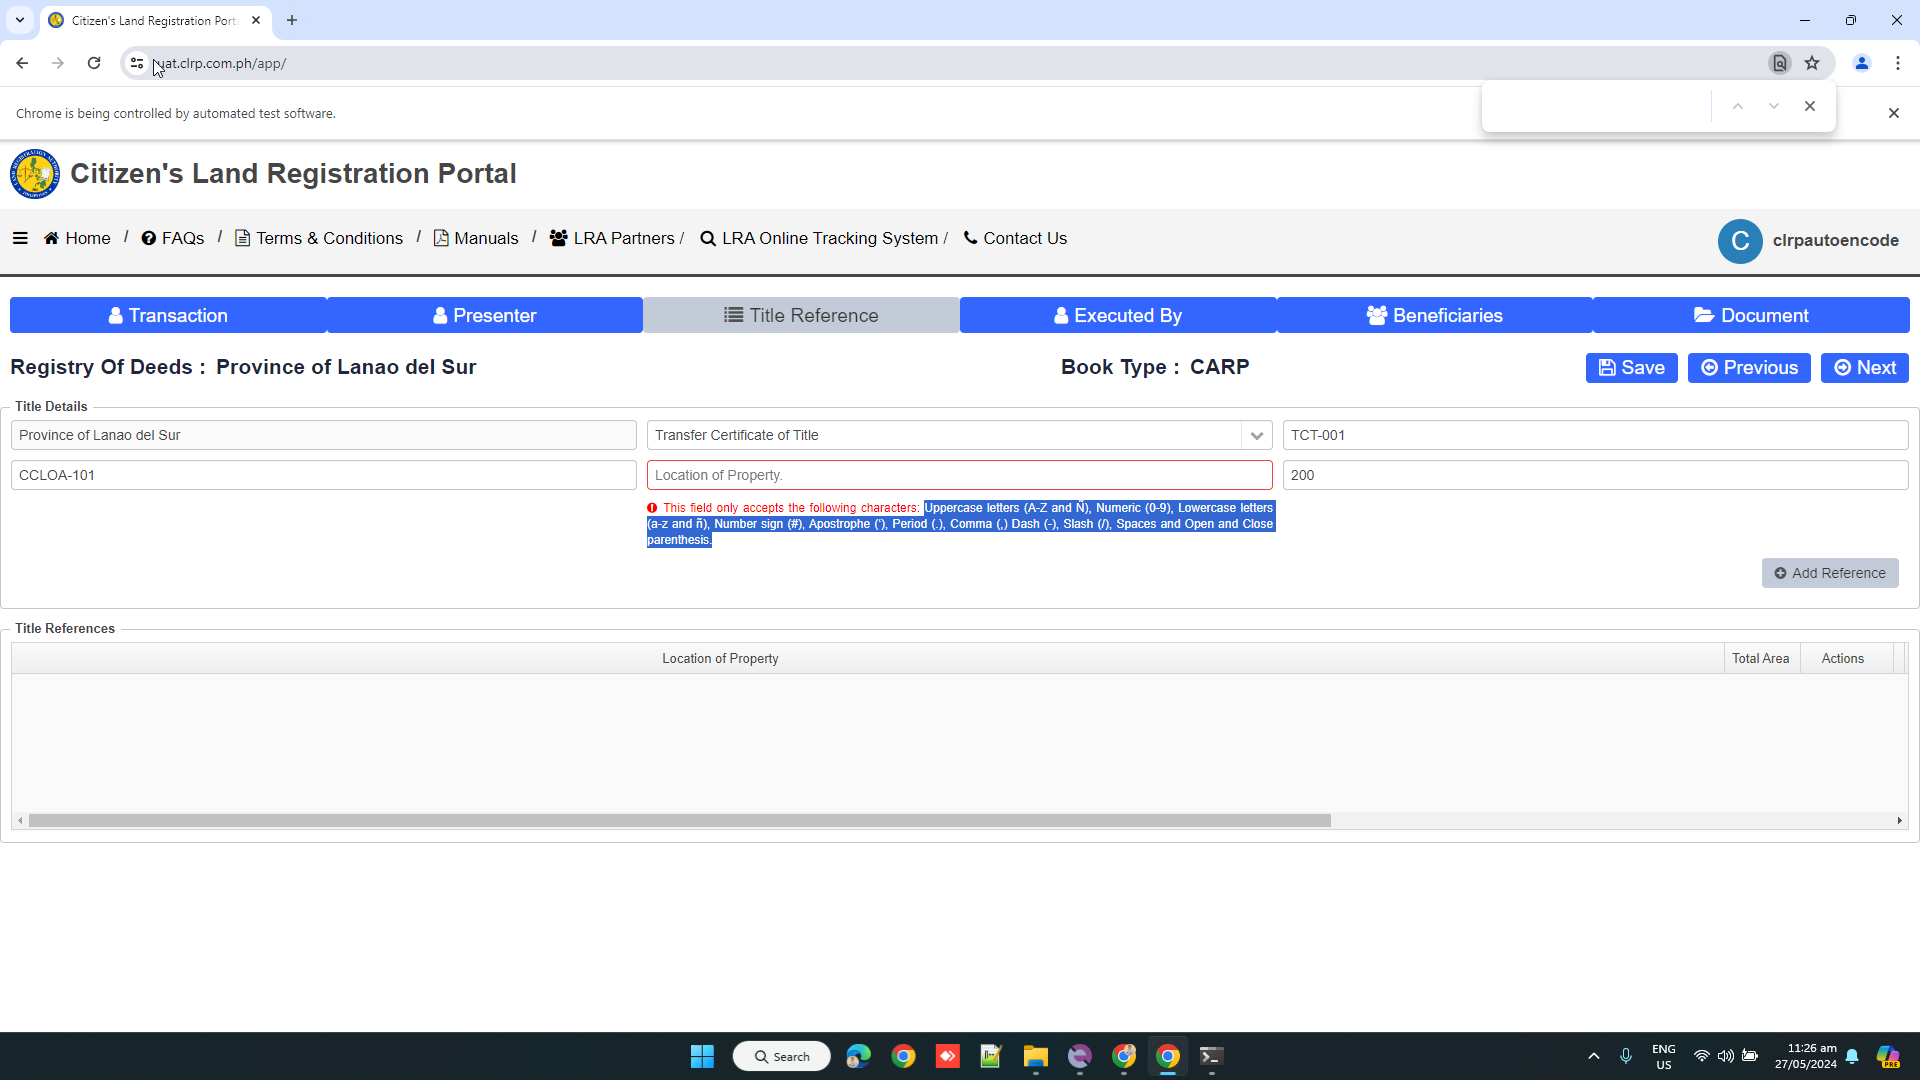 Citizen's Land Registration Porta
uat.clrp.com.ph/app/
Chrome is being controlled by automated test software.
Citizen's Land Registration Portal
Home / FAQs / Terms & Conditions / Manuals / LRA Partners / LRA Online Tracking System / Contact Us
C clrpautoencode
Transaction Presenter Title Reference Executed By Beneficiaries Document
Registry Of Deeds : Province of Lanao del Sur Book Type : CARP Save Previous Next
Title Details
Province of Lanao del Sur Transfer Certificate of Title TCT-001
CCLOA-101 Location of Property. 200
This field only accepts the following characters: Uppercase letters (A-Z and Ñ), Numeric (0-9), Lowercase letters
(a-z and ñ), Number sign (#), Apostrophe ('), Period (.), Comma (,) Dash (-), Slash (/), Spaces and Open and Close
parenthesis.
Add Reference
Title References
Location of Property Total Area Actions
Search
ENG
US
11:26 am
27/05/2024
PRE